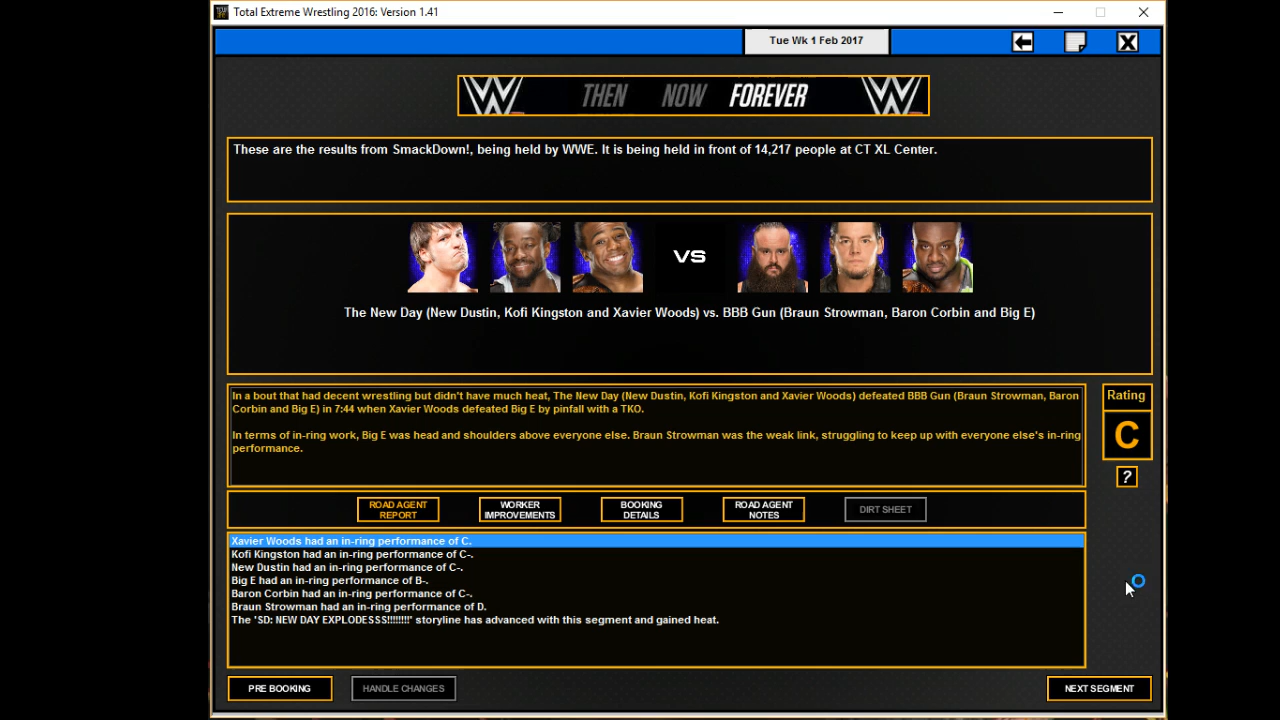 Total Extreme Wrestling 2016: Version 1.41
Tue Wk 1 Feb 2017
THEN NOW FOREVER
These are the results from SmackDown!, being held by WWE. It is being held in front of 14,217 people at CT XL Center.
VS
The New Day (New Dustin, Kofi Kingston and Xavier Woods) vs. BBB Gun (Braun Strowman, Baron Corbin and Big E)
In a bout that had decent wrestling but didn't have much heat, The New Day (New Dustin, Kofi Kingston and Xavier Woods) defeated BBB Gun (Braun Strowman, Baron
Corbin and Big E) in 7:44 when Xavier Woods defeated Big E by pinfall with a TKO.
In terms of in-ring work, Big E was head and shoulders above everyone else. Braun Strowman was the weak link, struggling to keep up with everyone else's in-ring
performance.
Rating
C
?
ROAD AGENT
REPORT
WORKER
IMPROVEMENTS
BOOKING
DETAILS
ROAD AGENT
NOTES
DIRT SHEET
Xavier Woods had an in-ring performance of C.
Kofi Kingston had an in-ring performance of C-.
New Dustin had an in-ring performance of C-.
Big E had an in-ring performance of B-.
Baron Corbin had an in-ring performance of C-.
Braun Strowman had an in-ring performance of D.
The 'SD: NEW DAY EXPLODESSS!!!!!!!!' storyline has advanced with this segment and gained heat.
PRE BOOKING
HANDLE CHANGES
NEXT SEGMENT